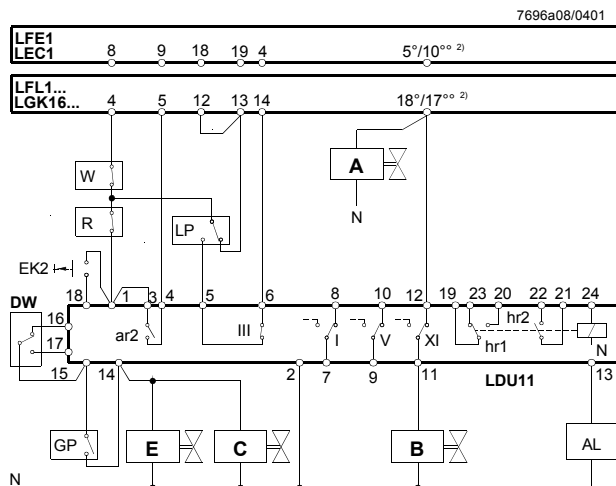 7696a08/0401
LFE1
LEC1
8 9 18 19 4 5°/10°° 2)
LFL1...
LGK16...
4 5 12 13 14 18°/17°° 2)
W
A
R
N
LP
EK2
18 1 3 4 5 6 8 10 12 19 23 20 22 21 24
DW
16
ar2 III I V XI hr1 hr2
17
N
15 14 2 7 9 11 LDU11 13
GP E C B AL
N